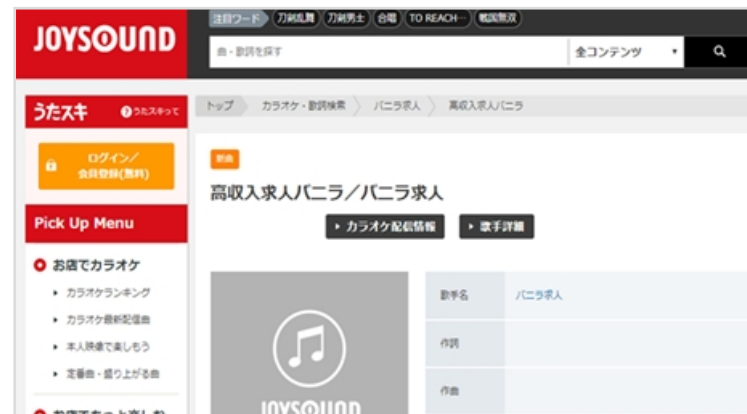 JOYSOUND
注目ワード 刀剣乱舞 刀剣男士 合唱 TO REACH… 戦国無双
曲・歌詞を探す 全コンテンツ
うたスキ うたスキって
トップ カラオケ・歌詞検索 バニラ求人 高収入求人バニラ
ログイン/
会員登録(無料)
新曲
高収入求人バニラ/バニラ求人
カラオケ配信情報 歌手詳細
Pick Up Menu
お店でカラオケ
カラオケランキング
カラオケ最新配信曲
本人映像で楽しもう
定番曲・盛り上がる曲
歌手名 バニラ求人
作詞
作曲
JOYSOUND